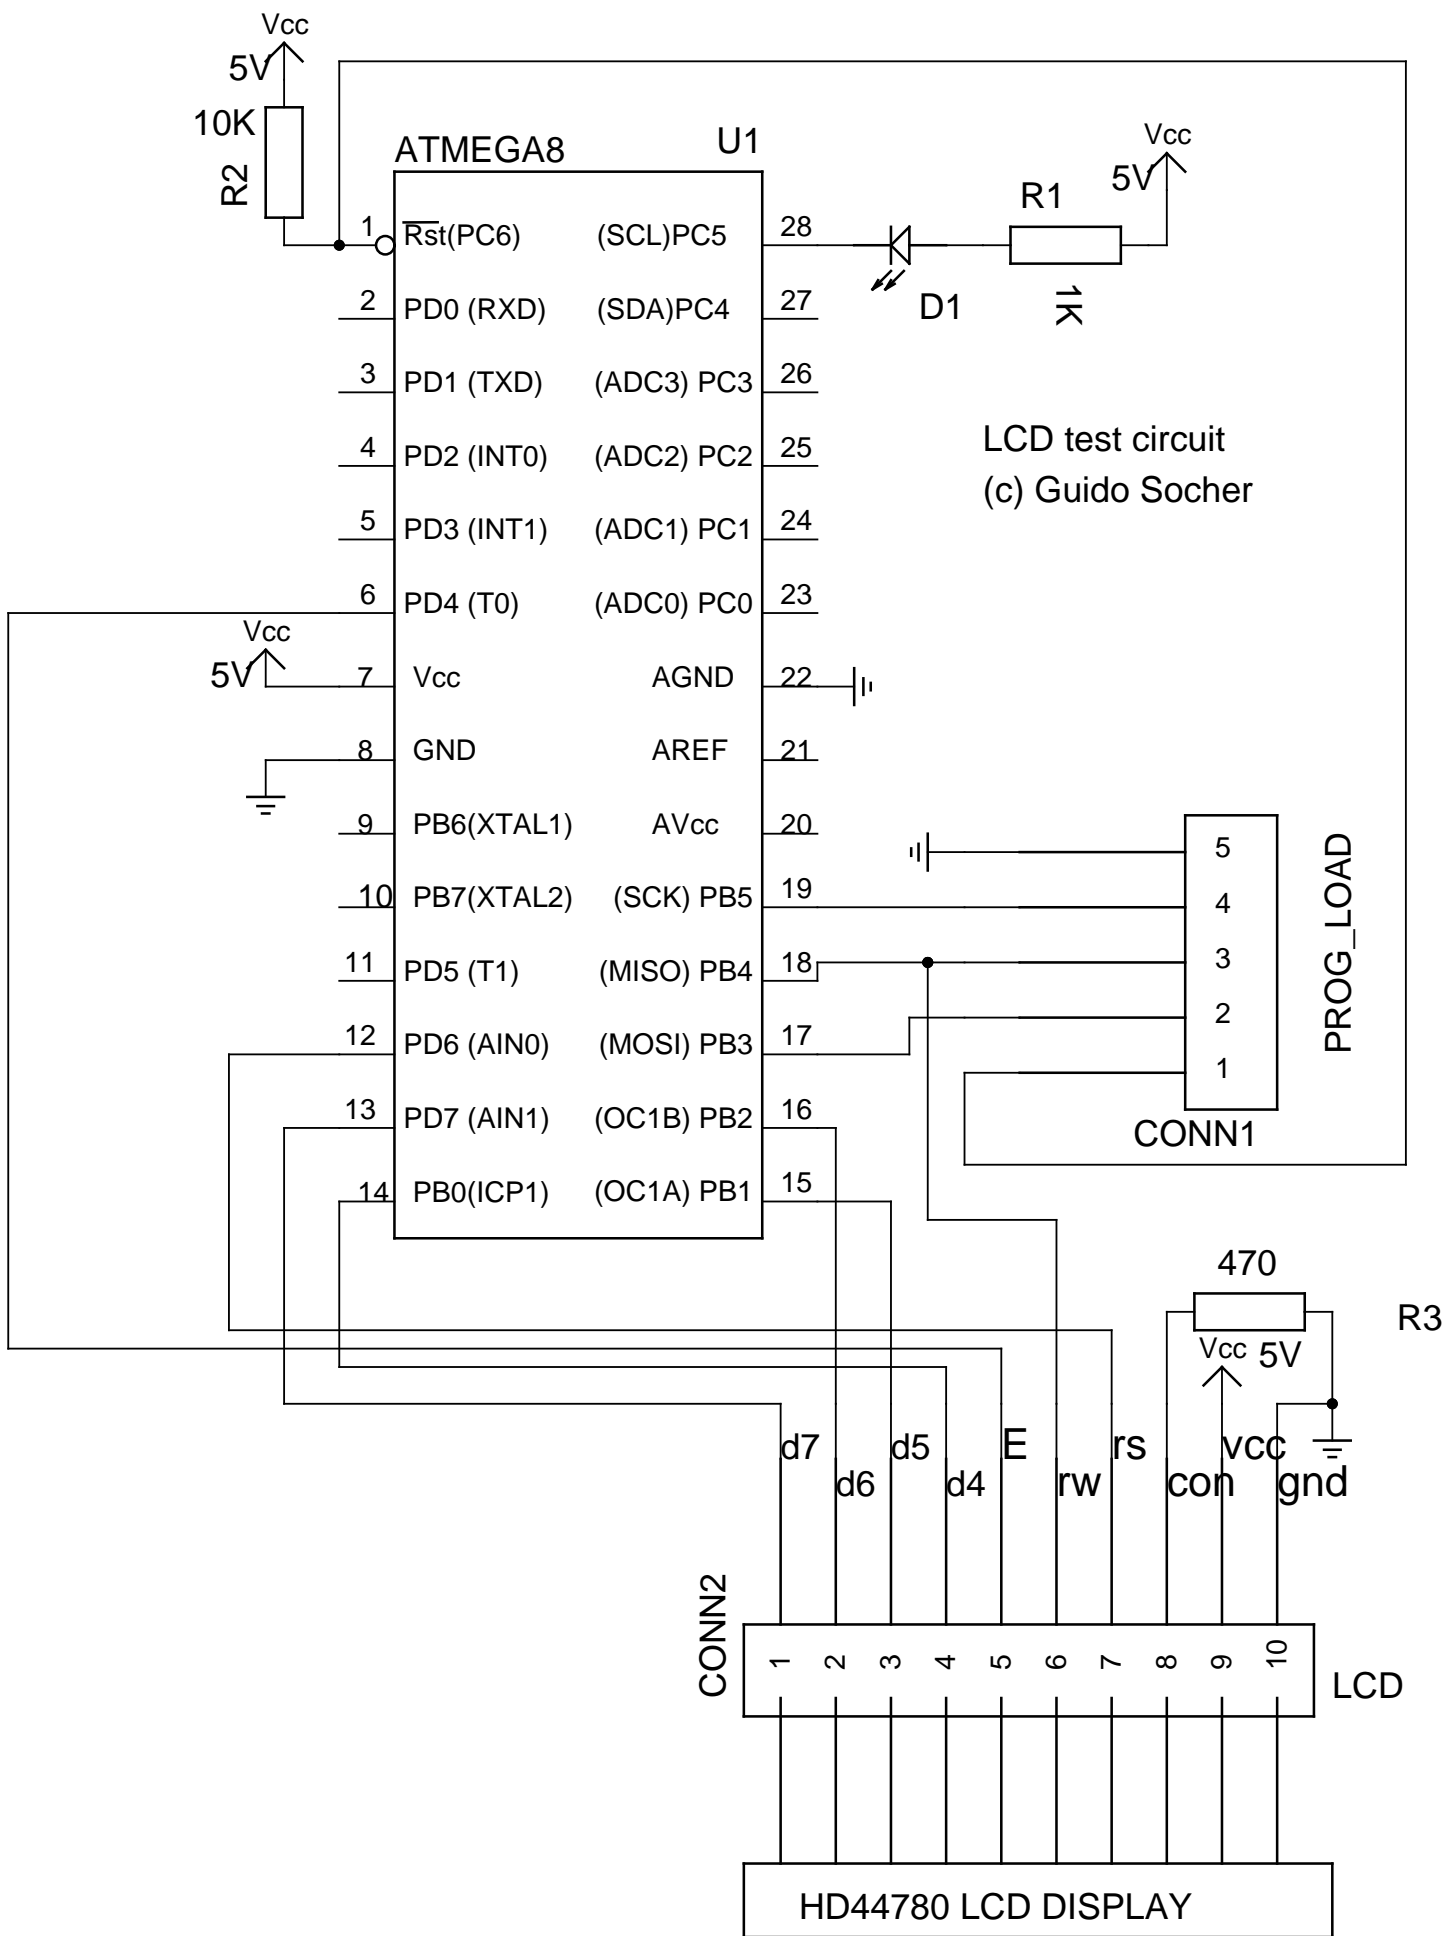 Vcc
5V
10K
R2
ATMEGA8
U1
Vcc
5V
R1
1K
D1
1 Rst(PC6) (SCL)PC5 28
2 PD0 (RXD) (SDA)PC4 27
3 PD1 (TXD) (ADC3) PC3 26
4 PD2 (INT0) (ADC2) PC2 25
5 PD3 (INT1) (ADC1) PC1 24
6 PD4 (T0) (ADC0) PC0 23
7 Vcc AGND 22
8 GND AREF 21
9 PB6(XTAL1) AVcc 20
10 PB7(XTAL2) (SCK) PB5 19
11 PD5 (T1) (MISO) PB4 18
12 PD6 (AIN0) (MOSI) PB3 17
13 PD7 (AIN1) (OC1B) PB2 16
14 PB0(ICP1) (OC1A) PB1 15
LCD test circuit
(c) Guido Socher
Vcc
5V
5
4
3
2
1
PROG_LOAD
CONN1
470
R3
Vcc 5V
d7 d5 E rs vcc
d6 d4 rw con gnd
CONN2
1 2 3 4 5 6 7 8 9 10
LCD
HD44780 LCD DISPLAY